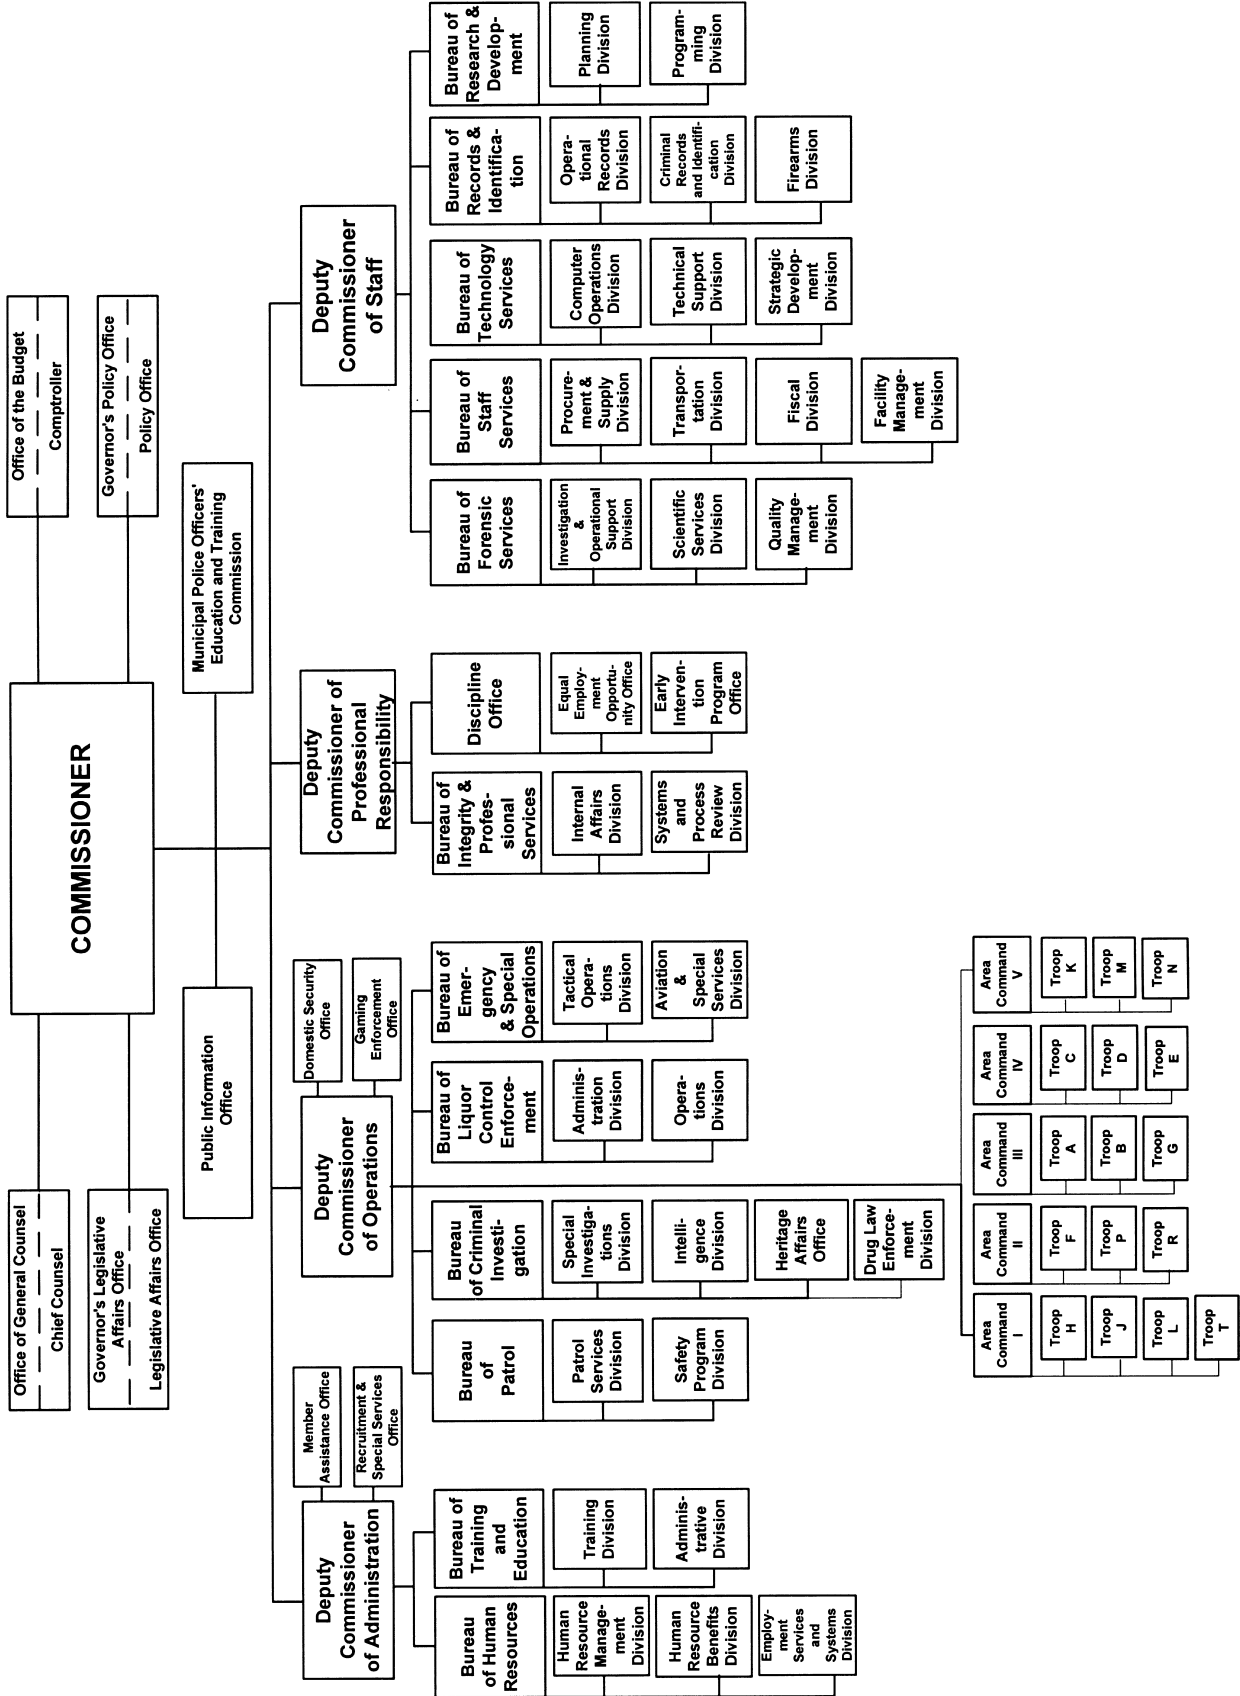 Office of General Counsel
Chief Counsel
Governor's Legislative
Affairs Office
Legislative Affairs Office
COMMISSIONER
Office of the Budget
Comptroller
Governor's Policy Office
Policy Office
Public Information
Office
Municipal Police Officers'
Education and Training
Commission
Deputy
Commissioner
of Administration
Member
Assistance Office
Recruitment &
Special Services
Office
Bureau
of Human
Resources
Human
Resource
Manage-
ment
Division
Human
Resource
Benefits
Division
Employ-
ment
Services
and
Systems
Division
Bureau of
Training
and
Education
Training
Division
Adminis-
trative
Division
Deputy
Commissioner
of Operations
Domestic Security
Office
Gaming
Enforcement
Office
Bureau
of
Patrol
Patrol
Services
Division
Safety
Program
Division
Bureau
of Criminal
Investi-
gation
Special
Investiga-
tions
Division
Intelli-
gence
Division
Heritage
Affairs
Office
Drug Law
Enforce-
ment
Division
Bureau of
Liquor
Control
Enforce-
ment
Adminis-
tration
Division
Opera-
tions
Division
Bureau of
Emer-
gency
& Special
Operations
Tactical
Opera-
tions
Division
Aviation
&
Special
Services
Division
Area
Command
I
Troop
H
Troop
J
Troop
L
Troop
T
Area
Command
II
Troop
F
Troop
P
Troop
R
Area
Command
III
Troop
A
Troop
B
Troop
G
Area
Command
IV
Troop
C
Troop
D
Troop
E
Area
Command
V
Troop
K
Troop
M
Troop
N
Deputy
Commissioner of
Professional
Responsibility
Bureau of
Integrity &
Profes-
sional
Services
Internal
Affairs
Division
Systems
and
Process
Review
Division
Discipline
Office
Equal
Employ-
ment
Opportu-
nity Office
Early
Interven-
tion
Program
Office
Deputy
Commissioner
of Staff
Bureau of
Forensic
Services
Investigation
&
Operational
Support
Division
Scientific
Services
Division
Quality
Manage-
ment
Division
Bureau of
Staff
Services
Procure-
ment &
Supply
Division
Transpor-
tation
Division
Fiscal
Division
Facility
Manage-
ment
Division
Bureau of
Technology
Services
Computer
Operations
Division
Technical
Support
Division
Strategic
Develop-
ment
Division
Bureau of
Records &
Identifica-
tion
Opera-
tional
Records
Division
Criminal
Records
and Identifi-
cation
Division
Firearms
Division
Bureau of
Research &
Develop-
ment
Planning
Division
Program-
ming
Division